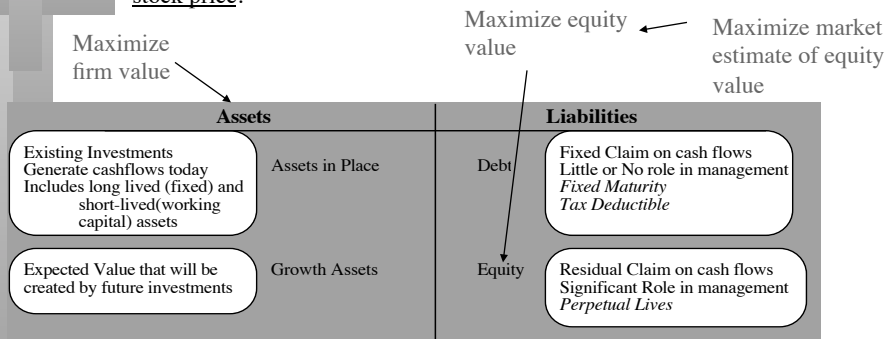 stock price.
Maximize equity
value
Maximize market
estimate of equity
value
Maximize
firm value
Assets
Liabilities
Existing Investments
Generate cashflows today
Includes long lived (fixed) and
short-lived(working
capital) assets
Assets in Place
Debt
Fixed Claim on cash flows
Little or No role in management
Fixed Maturity
Tax Deductible
Expected Value that will be
created by future investments
Growth Assets
Equity
Residual Claim on cash flows
Significant Role in management
Perpetual Lives